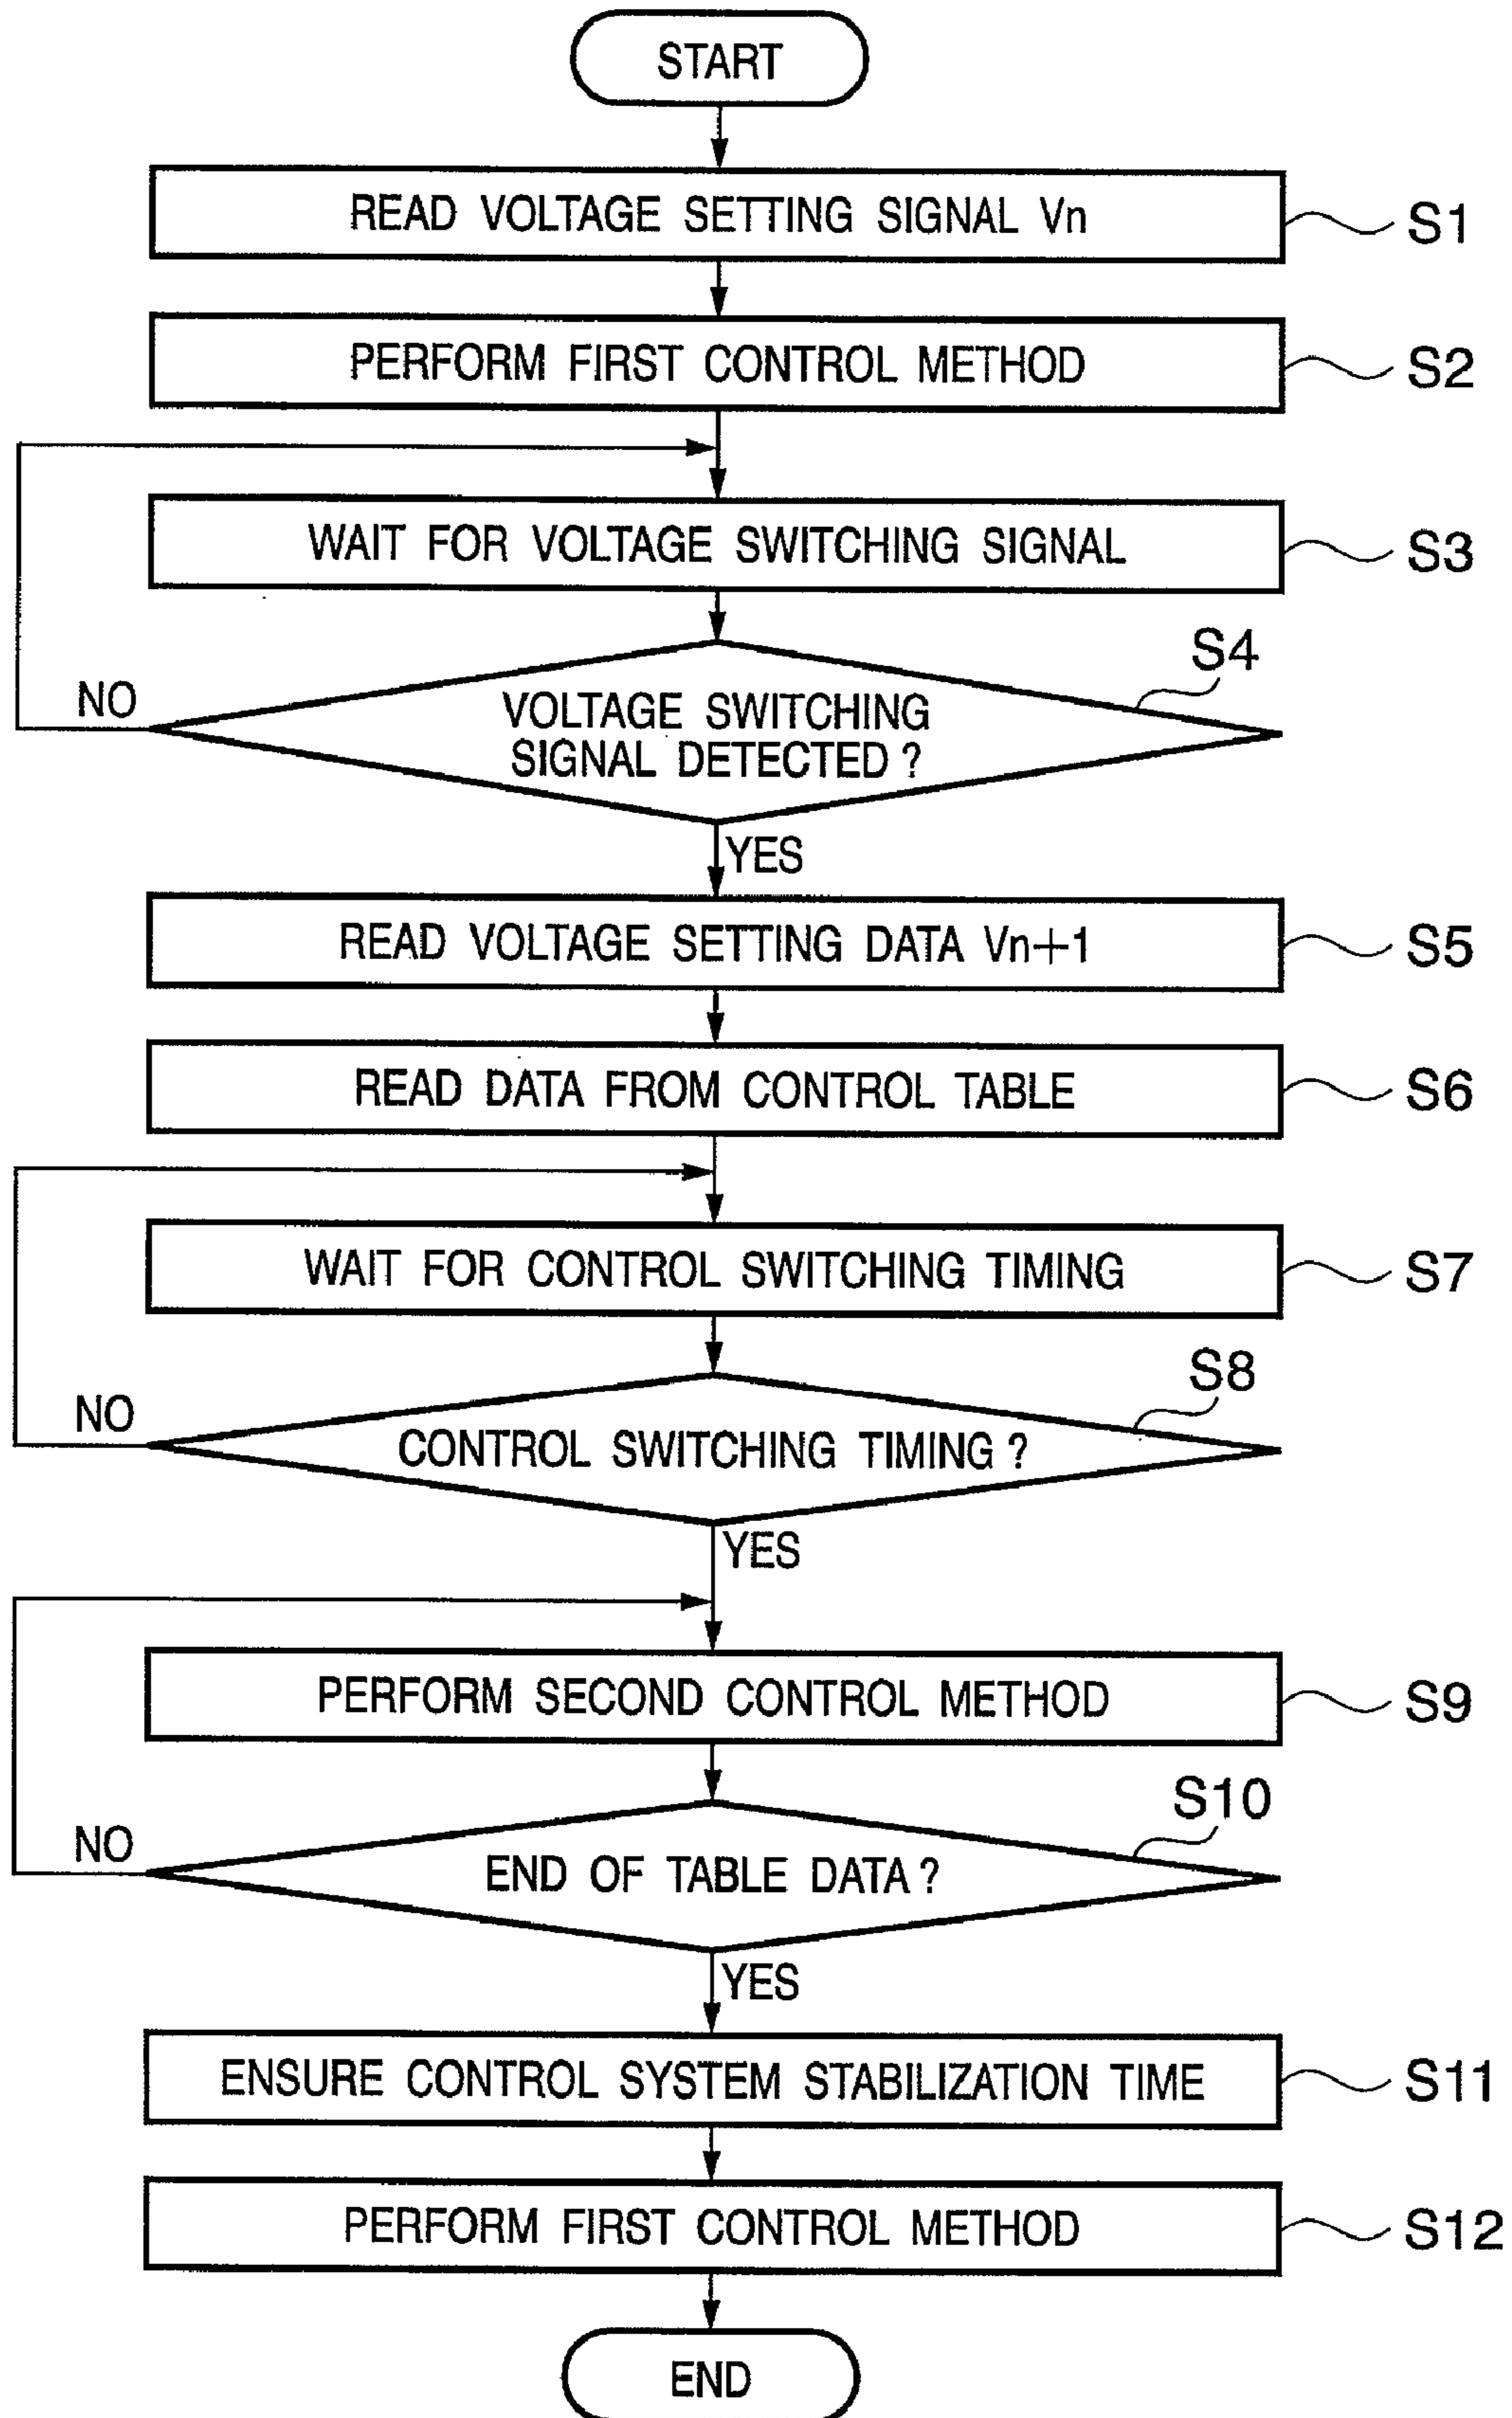 START
READ VOLTAGE SETTING SIGNAL Vn
S1
PERFORM FIRST CONTROL METHOD
S2
WAIT FOR VOLTAGE SWITCHING SIGNAL
S3
S4
NO
VOLTAGE SWITCHING
SIGNAL DETECTED ?
YES
READ VOLTAGE SETTING DATA Vn+1
S5
READ DATA FROM CONTROL TABLE
S6
WAIT FOR CONTROL SWITCHING TIMING
S7
S8
NO
CONTROL SWITCHING TIMING ?
YES
PERFORM SECOND CONTROL METHOD
S9
S10
NO
END OF TABLE DATA ?
YES
ENSURE CONTROL SYSTEM STABILIZATION TIME
S11
PERFORM FIRST CONTROL METHOD
S12
END